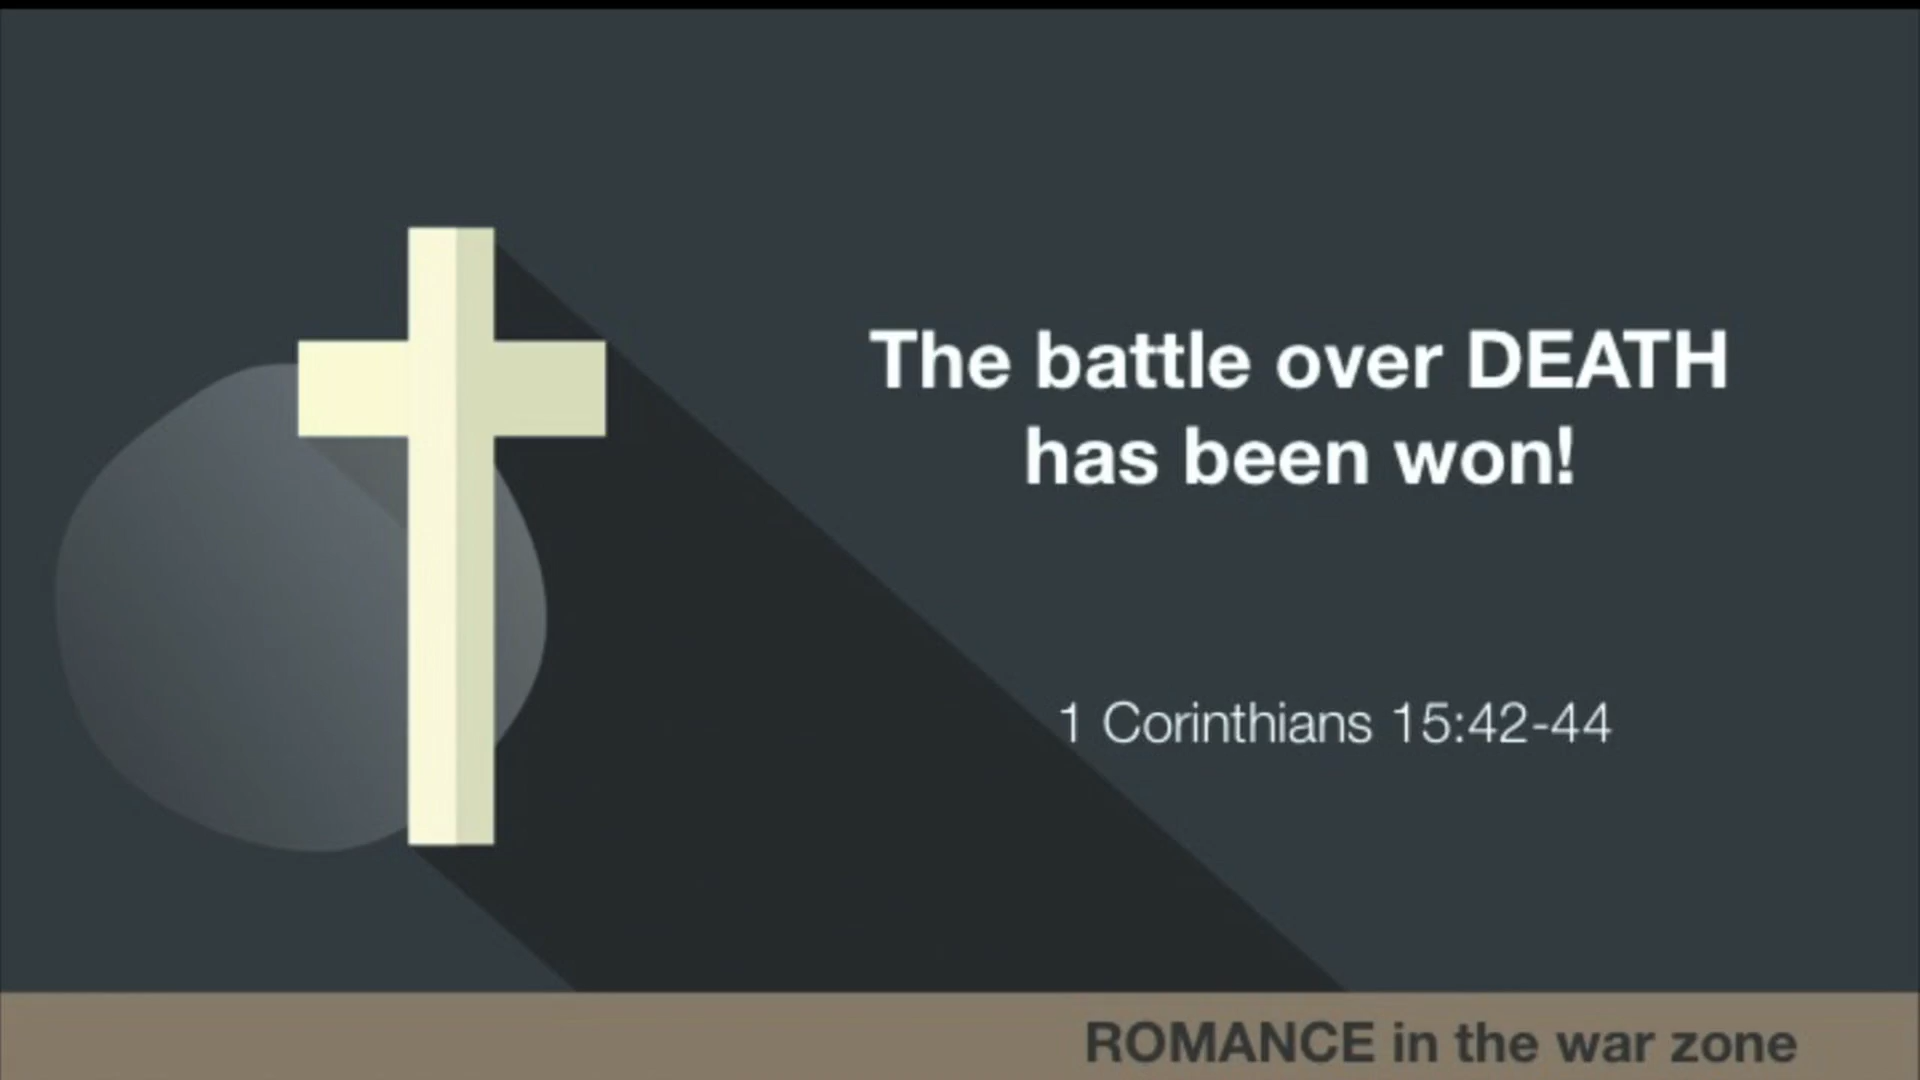 The battle over DEATH
has been won!
1 Corinthians 15:42-44
ROMANCE in the war zone